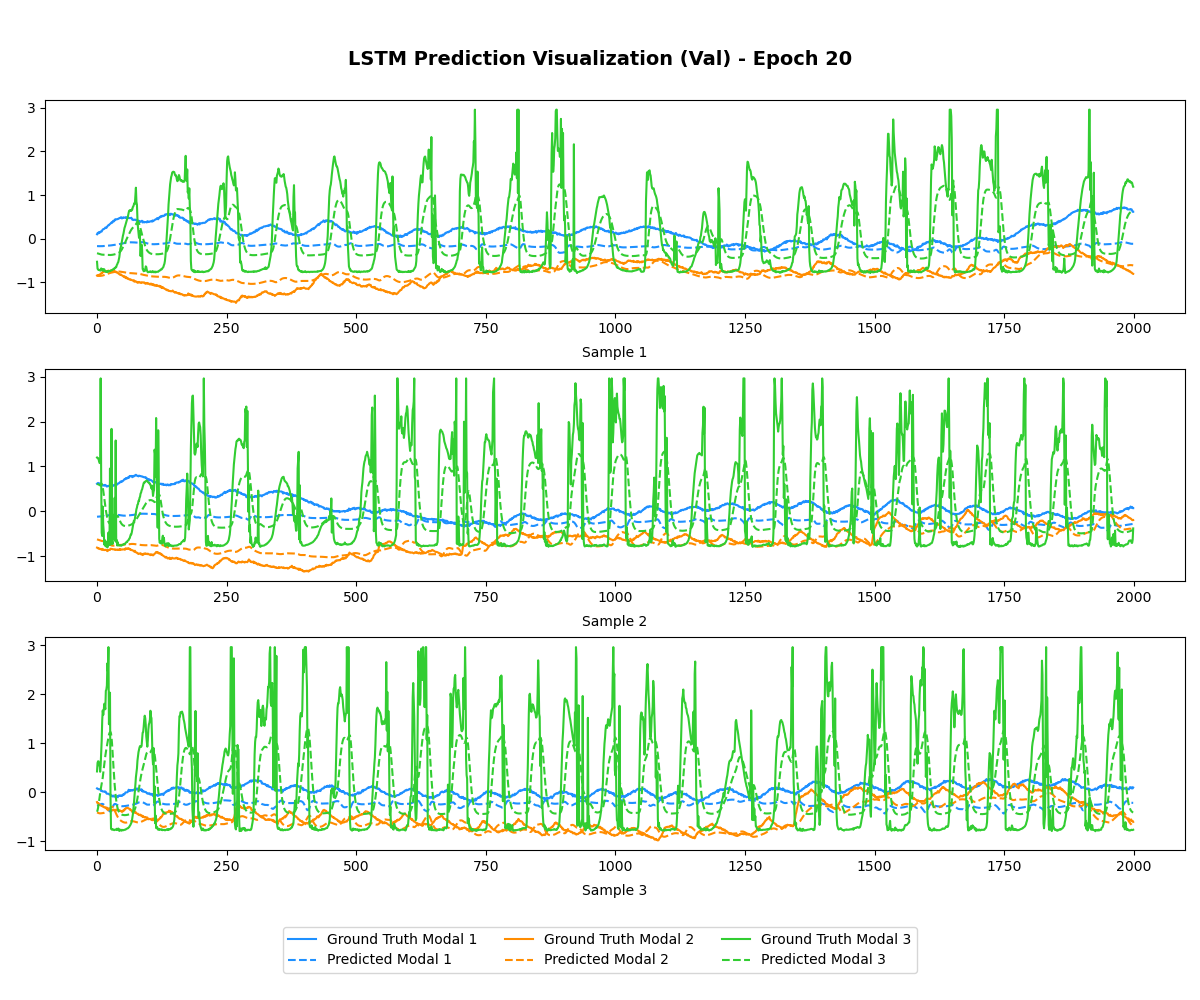 LSTM Prediction Visualization (Val) - Epoch 20
3
2
1
0
−1
0 250 500 750 1000 1250 1500 1750 2000
Sample 1
3
2
1
0
−1
0 250 500 750 1000 1250 1500 1750 2000
Sample 2
3
2
1
0
−1
0 250 500 750 1000 1250 1500 1750 2000
Sample 3
Ground Truth Modal 1 Ground Truth Modal 2 Ground Truth Modal 3
Predicted Modal 1 Predicted Modal 2 Predicted Modal 3